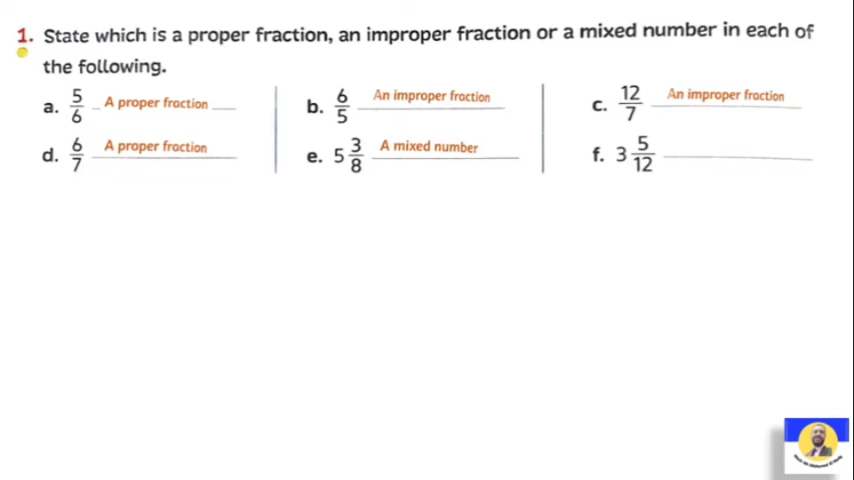 1. State which is a proper fraction, an improper fraction or a mixed number in each of
the following.
a. 5/6 A proper fraction
b. 6/5 An improper fraction
c. 12/7 An improper fraction
d. 6/7 A proper fraction
e. 5 3/8 A mixed number
f. 3 5/12